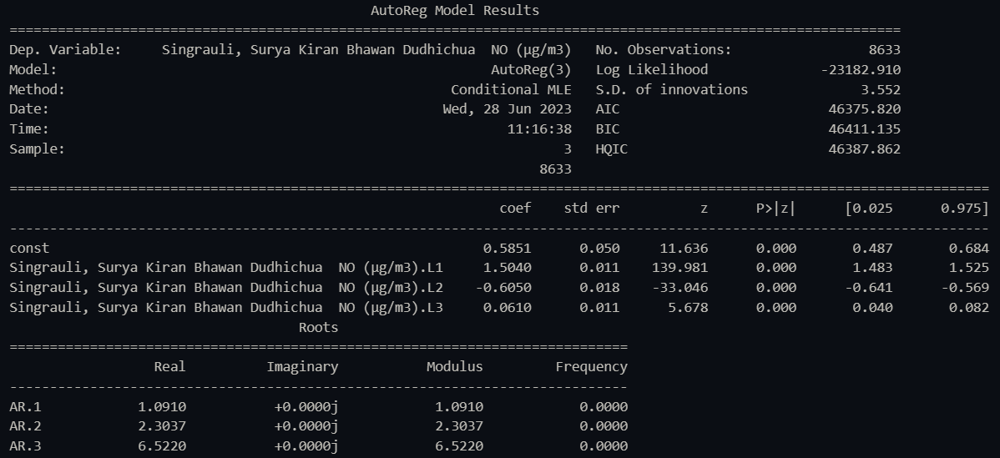 AutoReg Model Results
==============================================================================================================
Dep. Variable:     Singrauli, Surya Kiran Bhawan Dudhichua  NO (µg/m3)   No. Observations:                 8633
Model:                                                      AutoReg(3)   Log Likelihood              -23182.910
Method:                                                Conditional MLE   S.D. of innovations              3.552
Date:                                                 Wed, 28 Jun 2023   AIC                          46375.820
Time:                                                         11:16:38   BIC                          46411.135
Sample:                                                              3   HQIC                         46387.862
                                                                  8633
==========================================================================================================================
                                                             coef    std err          z      P>|z|      [0.025      0.975]
--------------------------------------------------------------------------------------------------------------------------
const                                                      0.5851      0.050     11.636      0.000       0.487       0.684
Singrauli, Surya Kiran Bhawan Dudhichua  NO (µg/m3).L1     1.5040      0.011    139.981      0.000       1.483       1.525
Singrauli, Surya Kiran Bhawan Dudhichua  NO (µg/m3).L2    -0.6050      0.018    -33.046      0.000      -0.641      -0.569
Singrauli, Surya Kiran Bhawan Dudhichua  NO (µg/m3).L3     0.0610      0.011      5.678      0.000       0.040       0.082
                                    Roots
=============================================================================
                  Real          Imaginary           Modulus         Frequency
-----------------------------------------------------------------------------
AR.1            1.0910           +0.0000j            1.0910            0.0000
AR.2            2.3037           +0.0000j            2.3037            0.0000
AR.3            6.5220           +0.0000j            6.5220            0.0000